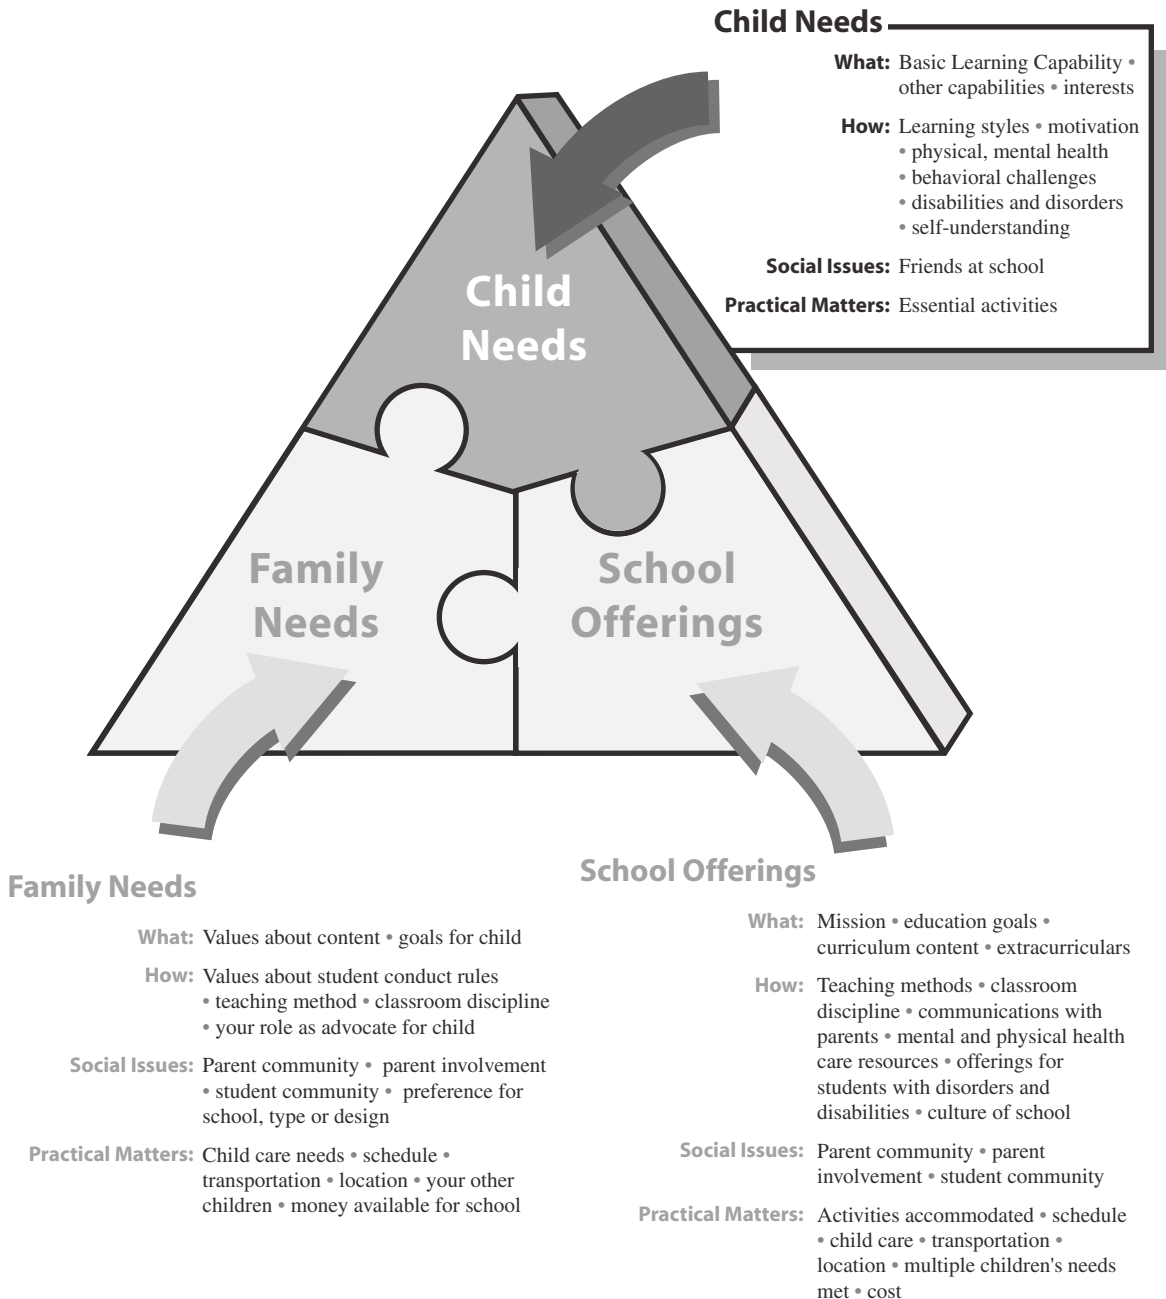 Child Needs
What: Basic Learning Capability •
other capabilities • interests
How: Learning styles • motivation
• physical, mental health
• behavioral challenges
• disabilities and disorders
• self-understanding
Social Issues: Friends at school
Practical Matters: Essential activities
Child
Needs
Family
Needs
School
Offerings
Family Needs
What: Values about content • goals for child
How: Values about student conduct rules
• teaching method • classroom discipline
• your role as advocate for child
Social Issues: Parent community • parent involvement
• student community • preference for
school, type or design
Practical Matters: Child care needs • schedule •
transportation • location • your other
children • money available for school
School Offerings
What: Mission • education goals •
curriculum content • extracurriculars
How: Teaching methods • classroom
discipline • communications with
parents • mental and physical health
care resources • offerings for
students with disorders and
disabilities • culture of school
Social Issues: Parent community • parent
involvement • student community
Practical Matters: Activities accommodated • schedule
• child care • transportation •
location • multiple children's needs
met • cost